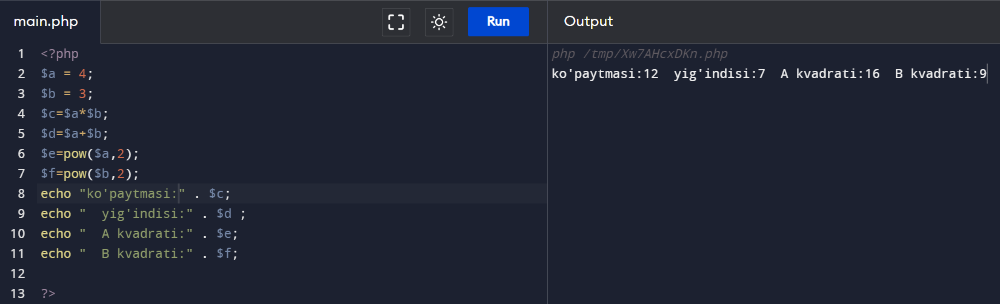 main.php
Run
Output
1 <?php
2 $a = 4;
3 $b = 3;
4 $c=$a*$b;
5 $d=$a+$b;
6 $e=pow($a,2);
7 $f=pow($b,2);
8 echo "ko'paytmasi:" . $c;
9 echo "  yig'indisi:" . $d ;
10 echo "  A kvadrati:" . $e;
11 echo "  B kvadrati:" . $f;
12
13 ?>
php /tmp/Xw7AHcxDKn.php
ko'paytmasi:12  yig'indisi:7  A kvadrati:16  B kvadrati:9